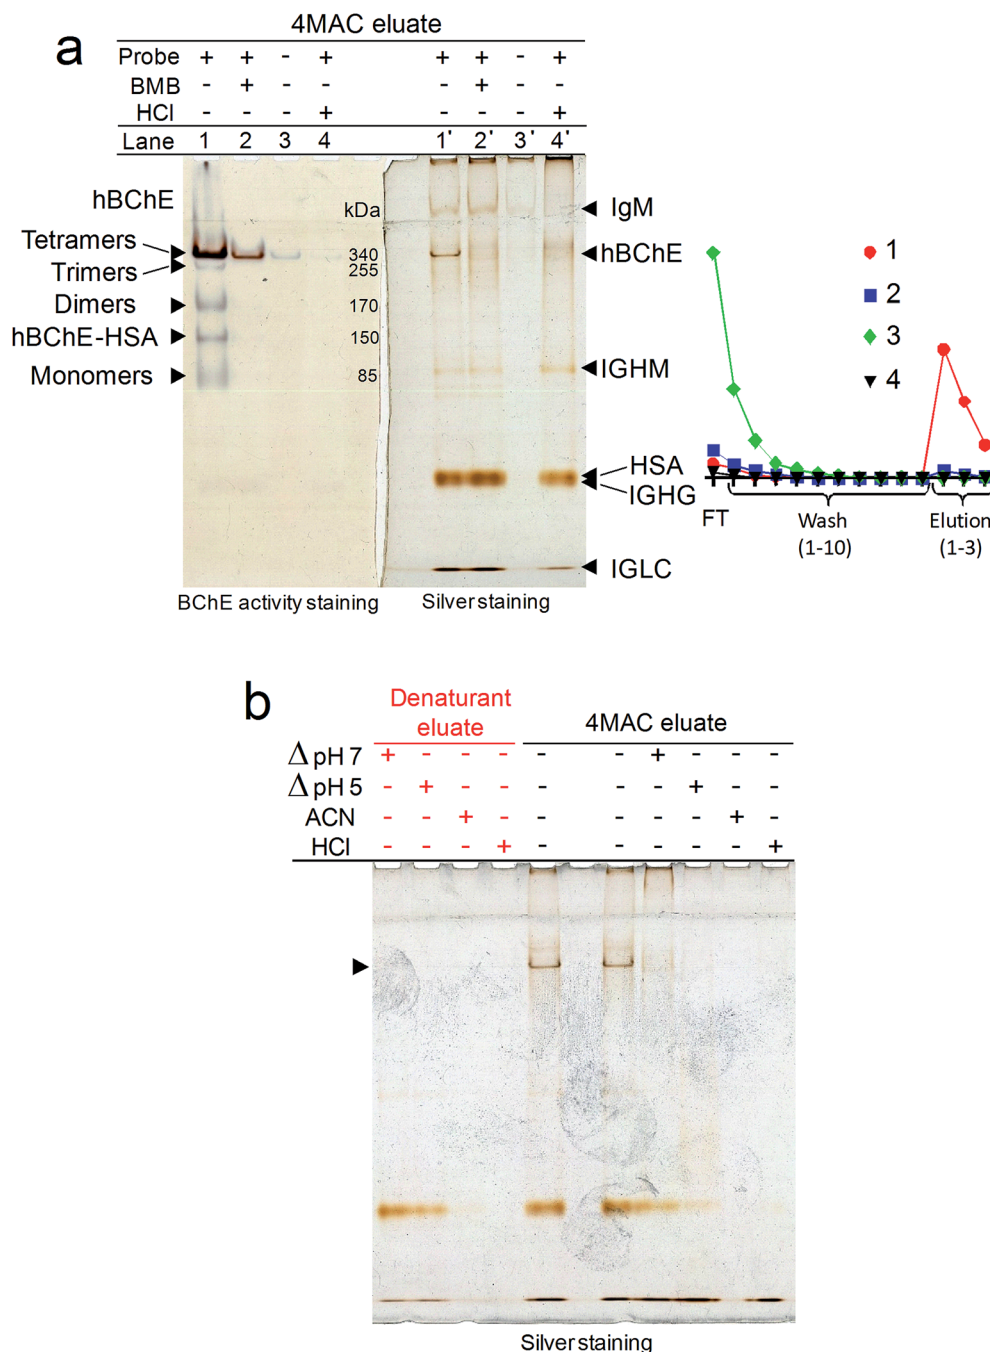 a
4MAC eluate
Probe + + - + + + - +
BMB - + - - - + - -
HCl - - - + - - - +
Lane 1 2 3 4 1' 2' 3' 4'
hBChE
kDa
IgM
Tetramers
340
hBChE
Trimers
255
Dimers
170
hBChE-HSA
150
Monomers
85
IGHM
HSA
IGHG
IGLC
BChE activity staining
Silver staining
1
2
3
4
FT
Wash
(1-10)
Elution
(1-3)
b
Denaturant
eluate
4MAC eluate
Δ pH 7 + - - - - - + - - -
Δ pH 5 - + - - - - - + - -
ACN - - + - - - - - + -
HCl - - - + - - - - - +
Silver staining